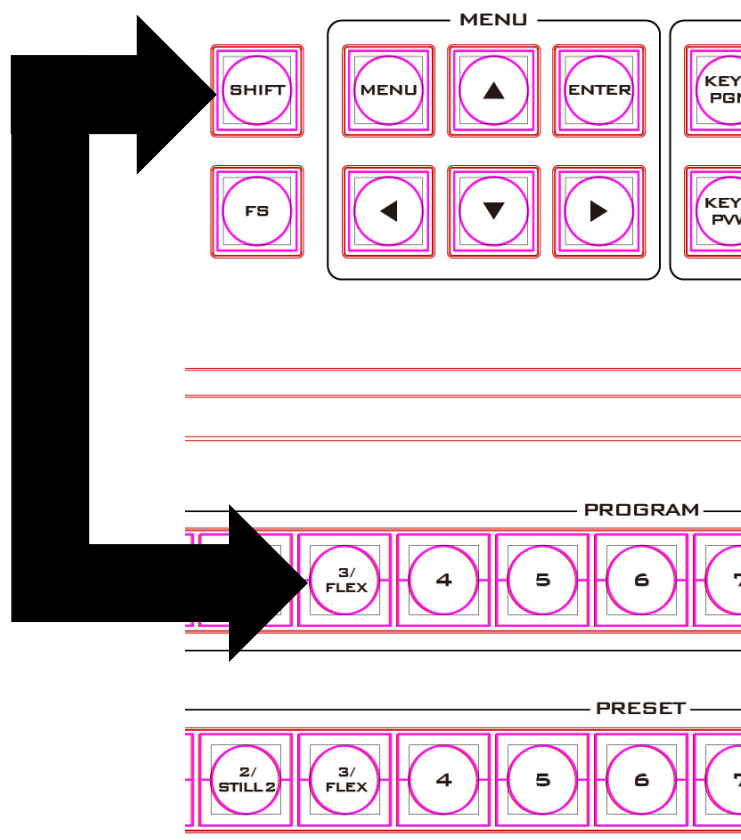 MENU
SHIFT
MENU
ENTER
FS
PROGRAM
3/
FLEX
4
5
6
PRESET
2/
STILL 2
3/
FLEX
4
5
6